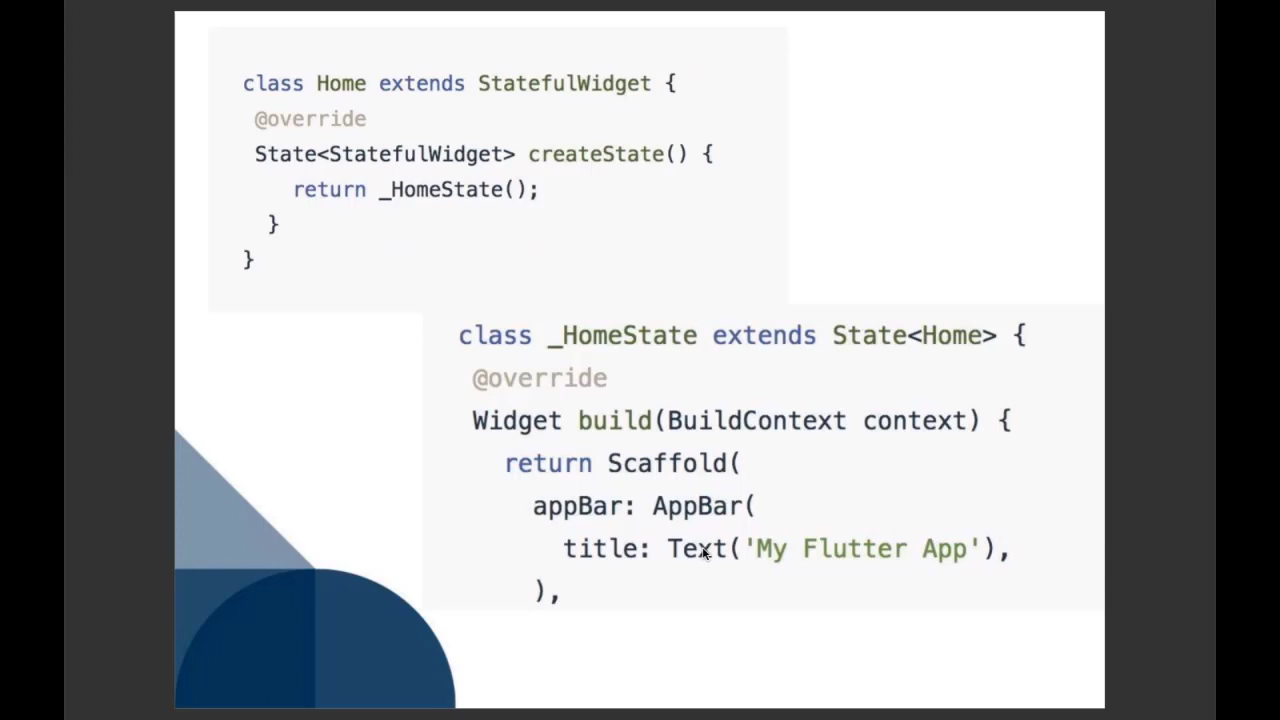 class Home extends StatefulWidget {
@override
State<StatefulWidget> createState() {
return _HomeState();
}
}
class _HomeState extends State<Home> {
@override
Widget build(BuildContext context) {
return Scaffold(
appBar: AppBar(
title: Text('My Flutter App'),
),